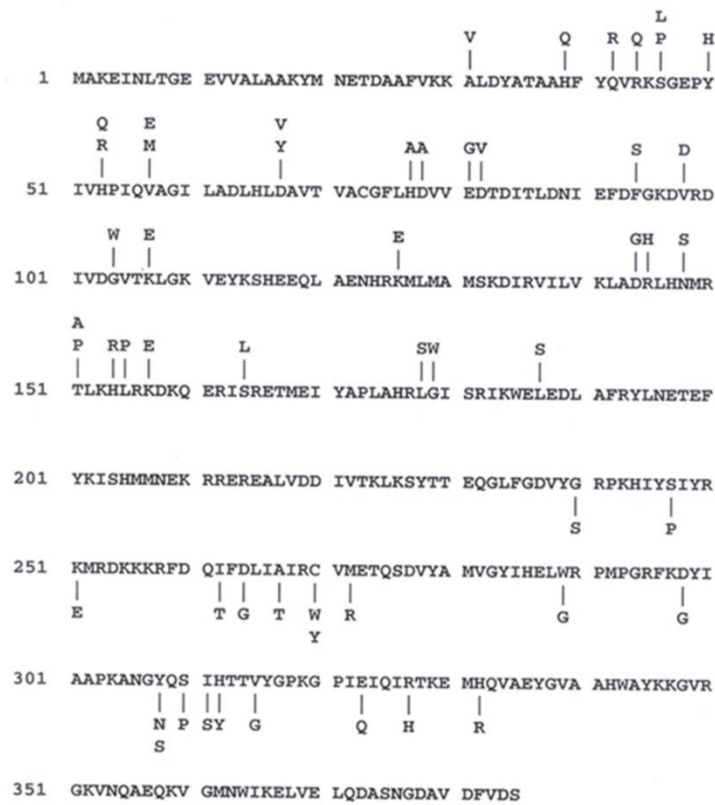 L
V Q R Q P H
1 MAKEINLTGE EVVALAAKYM NETDAAFVKK ALDYATAAHF YQVRKSGEPY
Q E V
R M Y AA GV S D
51 IVHPIQVAGI LADLHLDAVT VACGFLHDVV EDTDITLDNI EFDFGKDVRD
W E E GH S
101 IVDGVTKLGK VEYKSHEEQL AENHRKMLMA MSKDIRVILV KLADRLHNMR
A
P RP E L SW S
151 TLKHLRKDKQ ERISRETMEI YAPLAHRLGI SRIKWELEDL AFRYLNETEF
201 YKISHMMNEK RREREALVDD IVTKLKSYTT EQGLFGDVYG RPKHIYSIYR
S P
251 KMRDKKKRFD QIFDLIAIRC VMETQSDVYA MVGYIHELWR PMPGRFKDYI
E T G T W R G G
Y
301 AAPKANGYQS IHTTVYGPKG PIEIQIRTKE MHQVAEYGVA AHWAYKKGVR
N P SY G Q H R
S
351 GKVNQAEQKV GMNWIKELVE LQDASNGDAV DFVDS